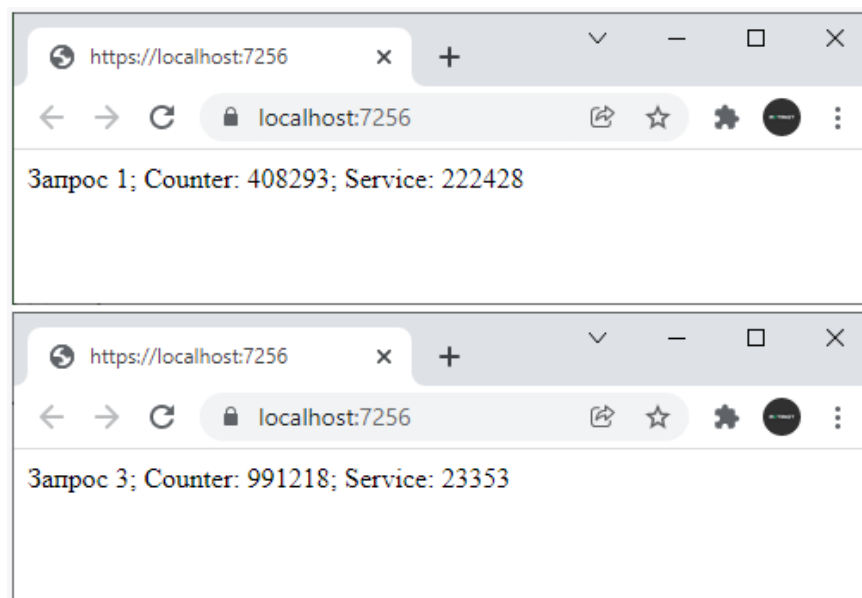 https://localhost:7256
localhost:7256
Запрос 1; Counter: 408293; Service: 222428
https://localhost:7256
localhost:7256
Запрос 3; Counter: 991218; Service: 23353